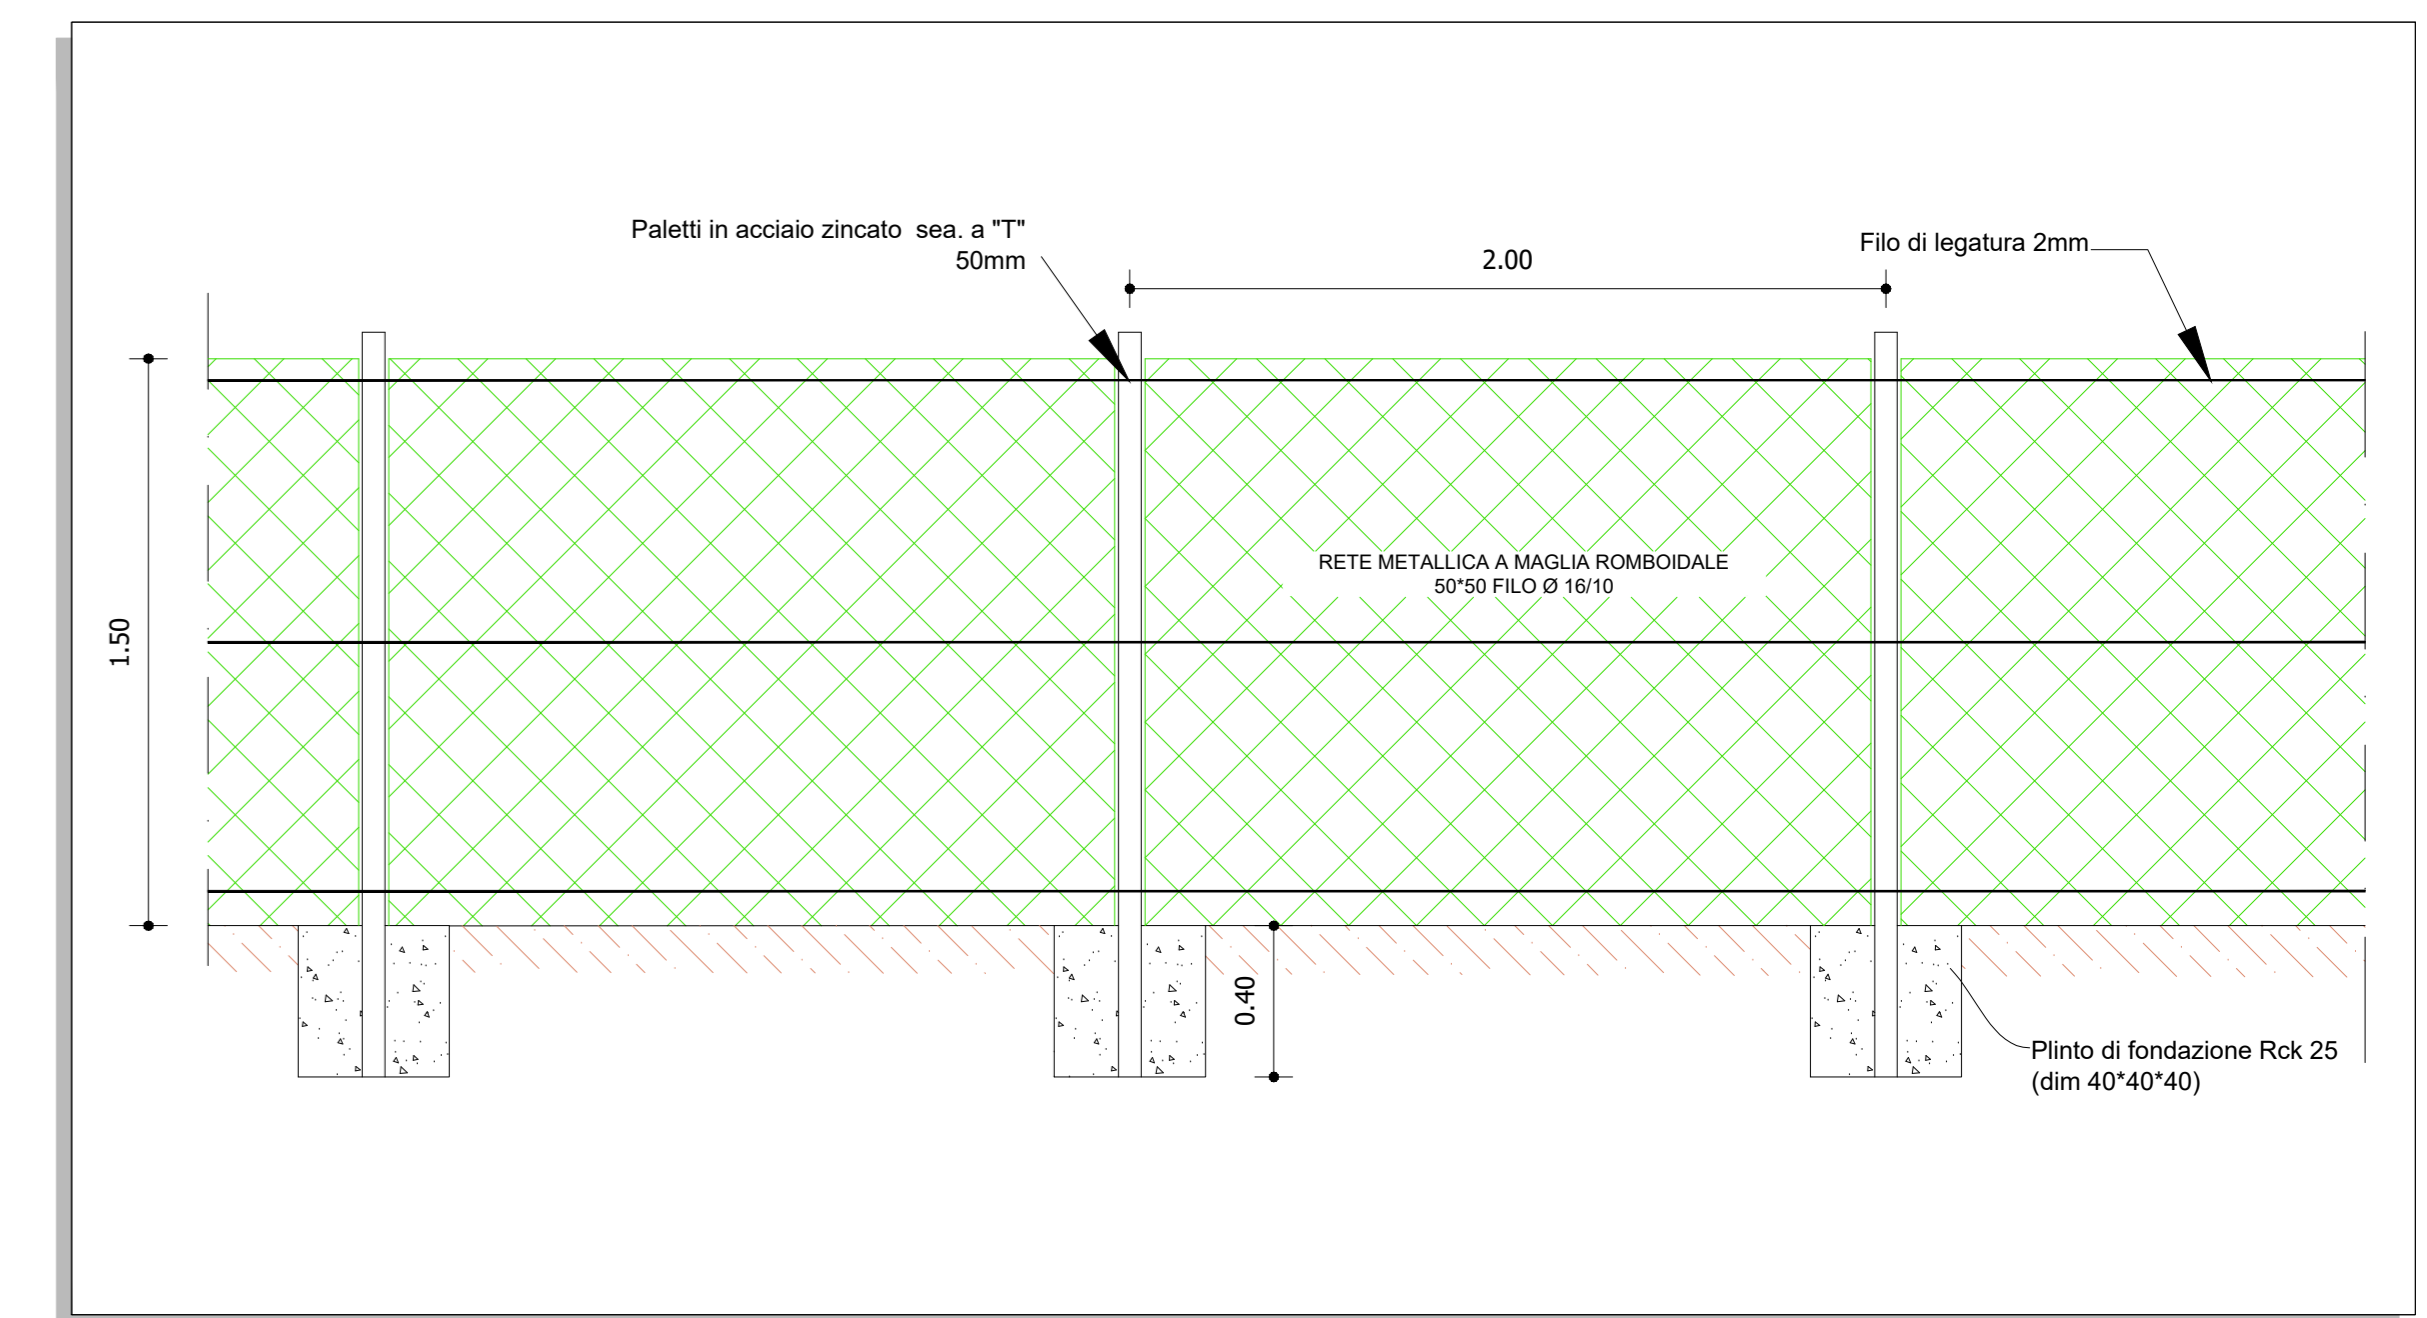 Paletti in acciaio zincato  sea. a "T"
50mm
2.00
Filo di legatura 2mm
1.50
RETE METALLICA A MAGLIA ROMBOIDALE
50*50 FILO Ø 16/10
0.40
Plinto di fondazione Rck 25
(dim 40*40*40)